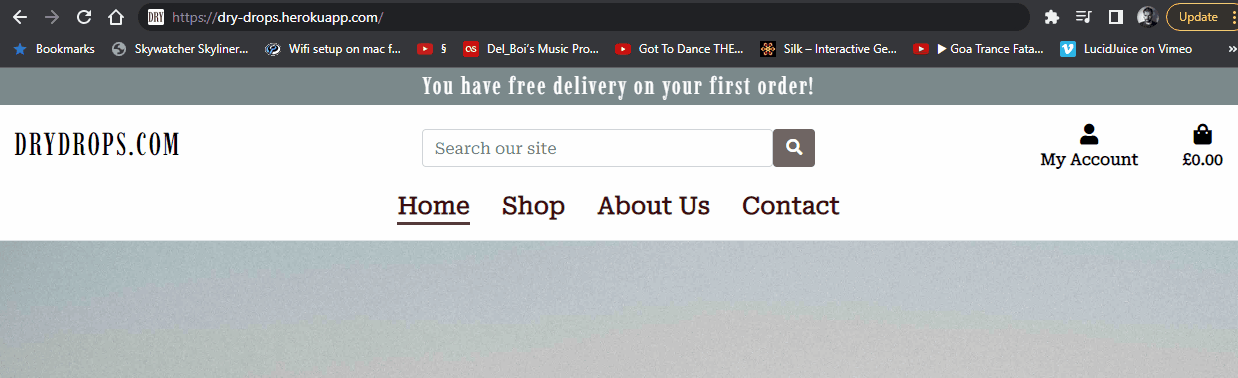 DRY https://dry-drops.herokuapp.com/ Update
Bookmarks Skywatcher Skyliner... Wifi setup on mac f... § Del_Boi's Music Pro... Got To Dance THE... Silk – Interactive Ge... ▶ Goa Trance Fata... LucidJuice on Vimeo »
You have free delivery on your first order!
DRYDROPS.COM
Search our site
My Account £0.00
Home Shop About Us Contact